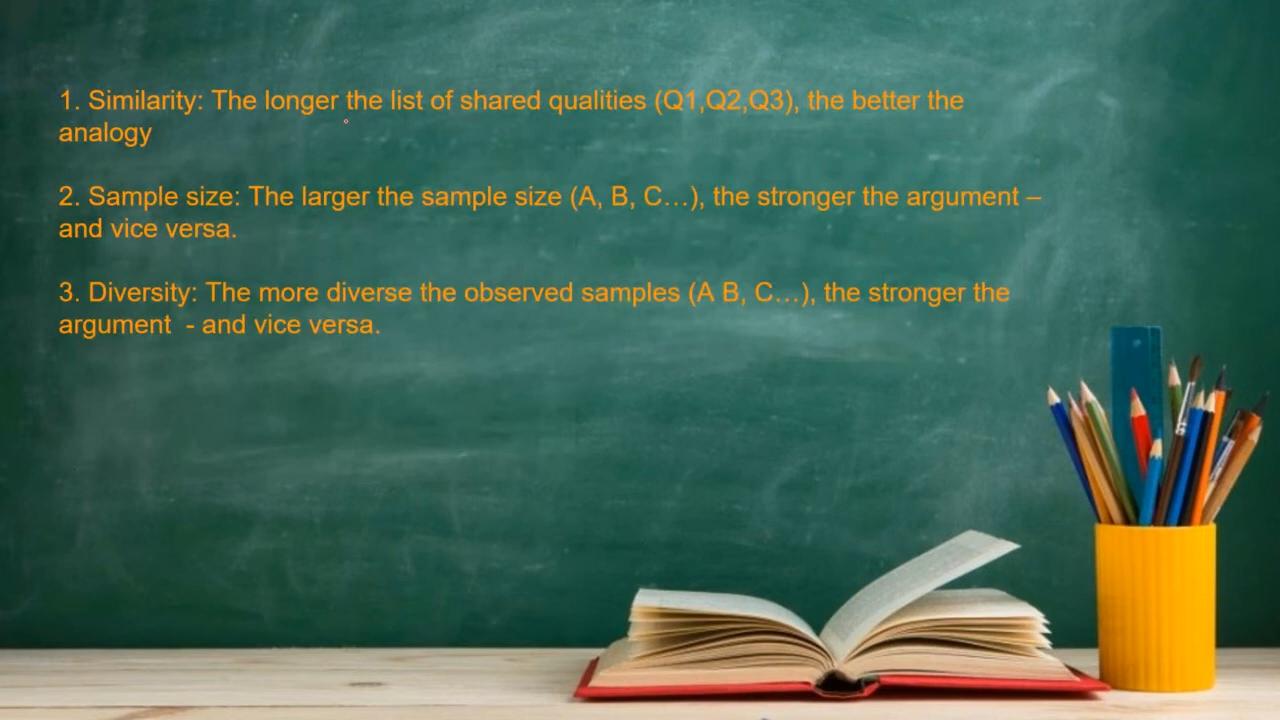 1. Similarity: The longer the list of shared qualities (Q1,Q2,Q3), the better the
analogy
2. Sample size: The larger the sample size (A, B, C…), the stronger the argument –
and vice versa.
3. Diversity: The more diverse the observed samples (A B, C…), the stronger the
argument  - and vice versa.